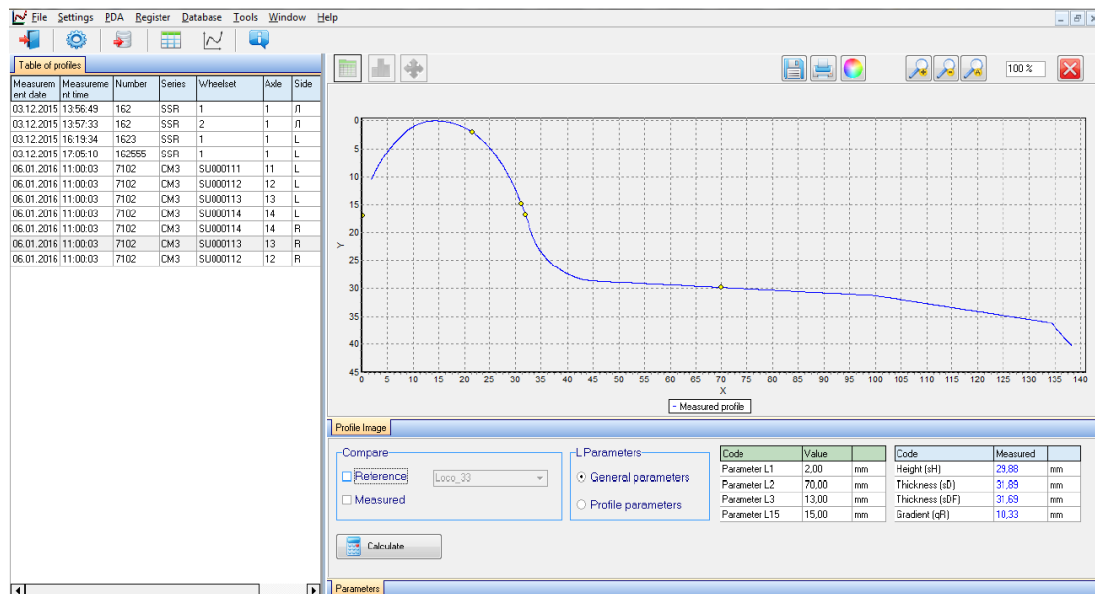 File Settings PDA Register Database Tools Window Help
Table of profiles
Measurem ent date Measureme nt time Number Series Wheelset Axle Side
03.12.2015 13:56:49 162 SSR 1 1 Л
03.12.2015 13:57:33 162 SSR 2 1 Л
03.12.2015 16:19:34 1623 SSR 1 1 L
03.12.2015 17:05:10 162555 SSR 1 1 L
06.01.2016 11:00:03 7102 CM3 SU000111 11 L
06.01.2016 11:00:03 7102 CM3 SU000112 12 L
06.01.2016 11:00:03 7102 CM3 SU000113 13 L
06.01.2016 11:00:03 7102 CM3 SU000114 14 L
06.01.2016 11:00:03 7102 CM3 SU000114 14 R
06.01.2016 11:00:03 7102 CM3 SU000113 13 R
06.01.2016 11:00:03 7102 CM3 SU000112 12 R
100 %
0
5
10
15
20
25
30
35
40
45
Y
0 5 10 15 20 25 30 35 40 45 50 55 60 65 70 75 80 85 90 95 100 105 110 115 120 125 130 135 140
X
- Measured profile
Profile Image
Compare
Reference Loco_33
Measured
Calculate
L Parameters
General parameters
Profile parameters
Code Value
Parameter L1 2,00 mm
Parameter L2 70,00 mm
Parameter L3 13,00 mm
Parameter L15 15,00 mm
Code Measured
Height (sH) 29,88 mm
Thickness (sD) 31,89 mm
Thickness (sDF) 31,69 mm
Gradient (qR) 10,33 mm
Parameters